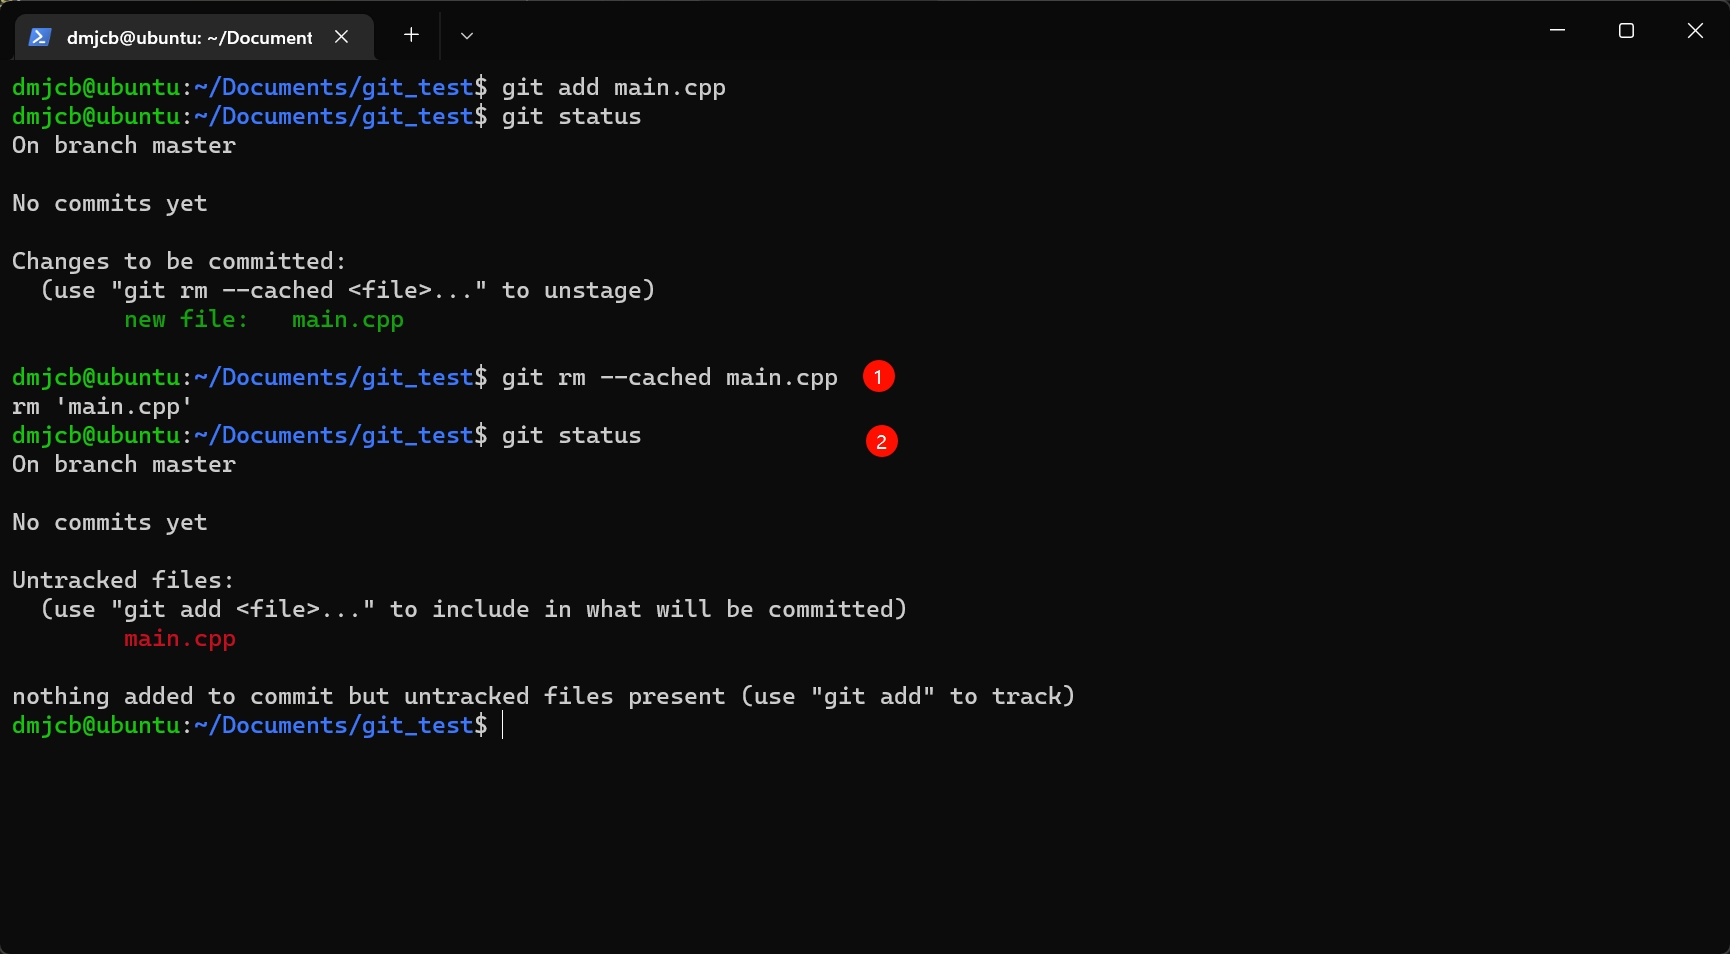 dmjcb@ubuntu: ~/Document
dmjcb@ubuntu:~/Documents/git_test$ git add main.cpp
dmjcb@ubuntu:~/Documents/git_test$ git status
On branch master
No commits yet
Changes to be committed:
  (use "git rm --cached <file>..." to unstage)
        new file:   main.cpp
dmjcb@ubuntu:~/Documents/git_test$ git rm --cached main.cpp 1
rm 'main.cpp'
dmjcb@ubuntu:~/Documents/git_test$ git status 2
On branch master
No commits yet
Untracked files:
  (use "git add <file>..." to include in what will be committed)
        main.cpp
nothing added to commit but untracked files present (use "git add" to track)
dmjcb@ubuntu:~/Documents/git_test$